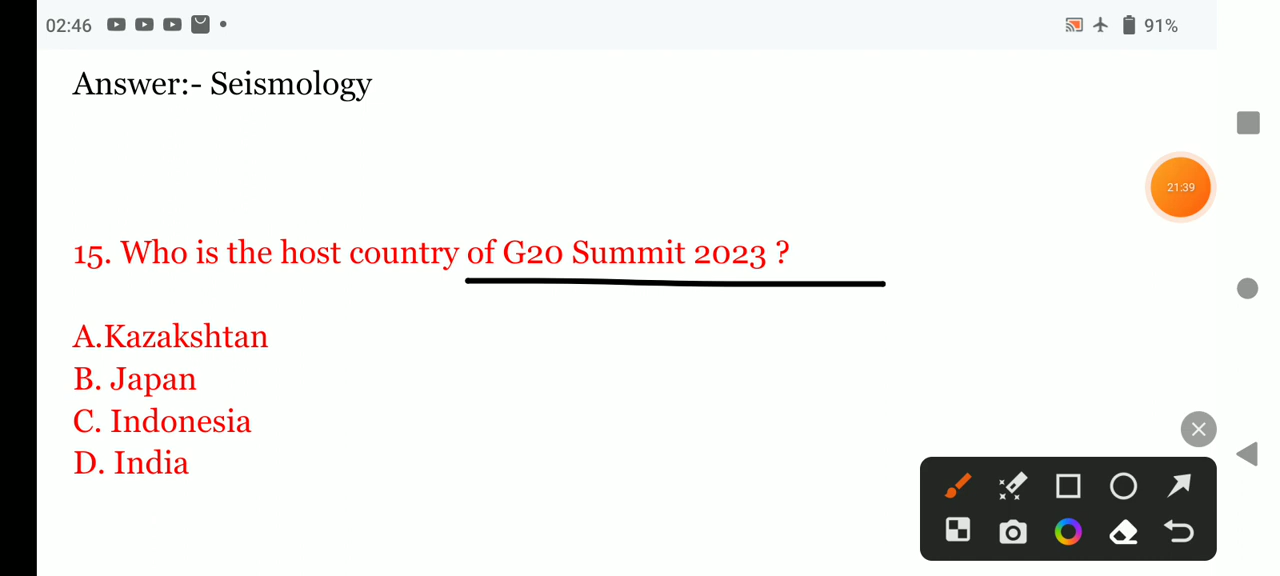 02:46
91%
Answer:- Seismology
21:39
15. Who is the host country of G20 Summit 2023 ?
A.Kazakshtan
B. Japan
C. Indonesia
D. India